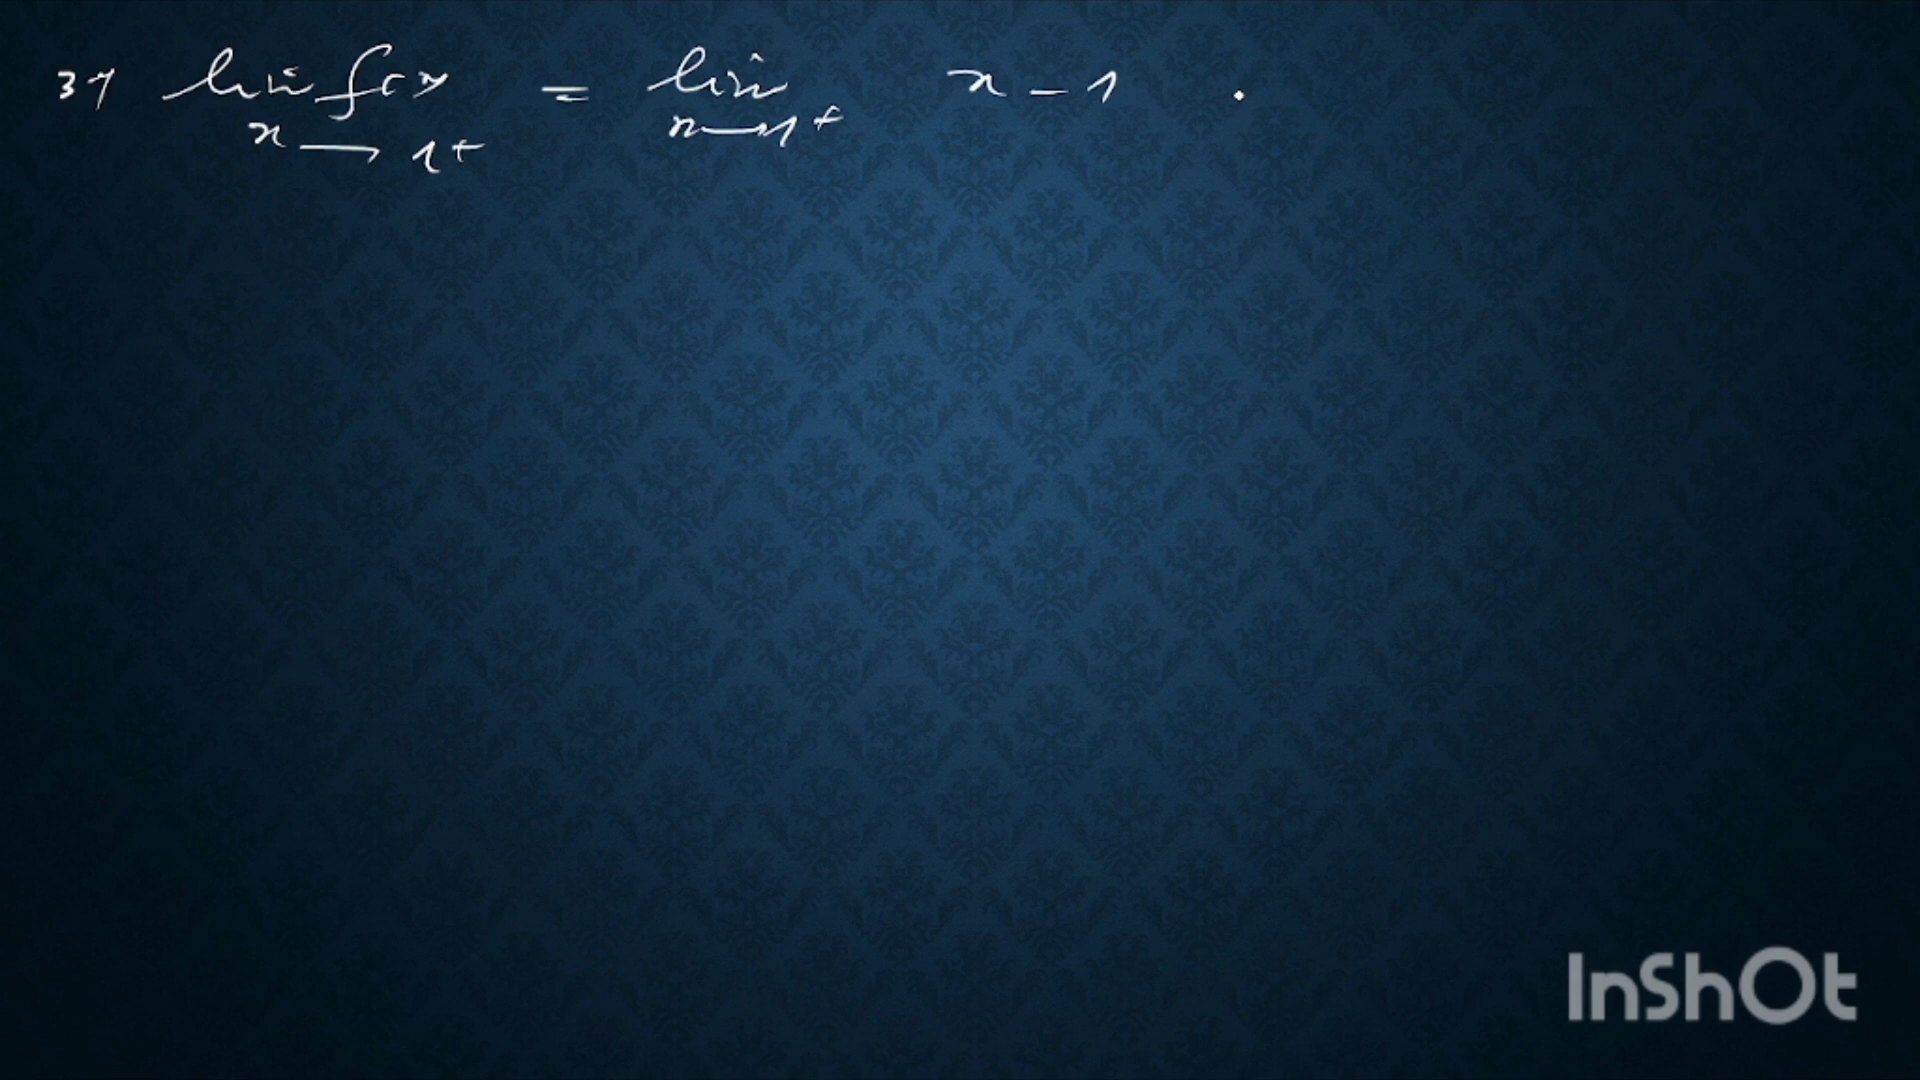 3) lim f(x) = lim x - 1 .
x → 1+ x → 1+
InShOt